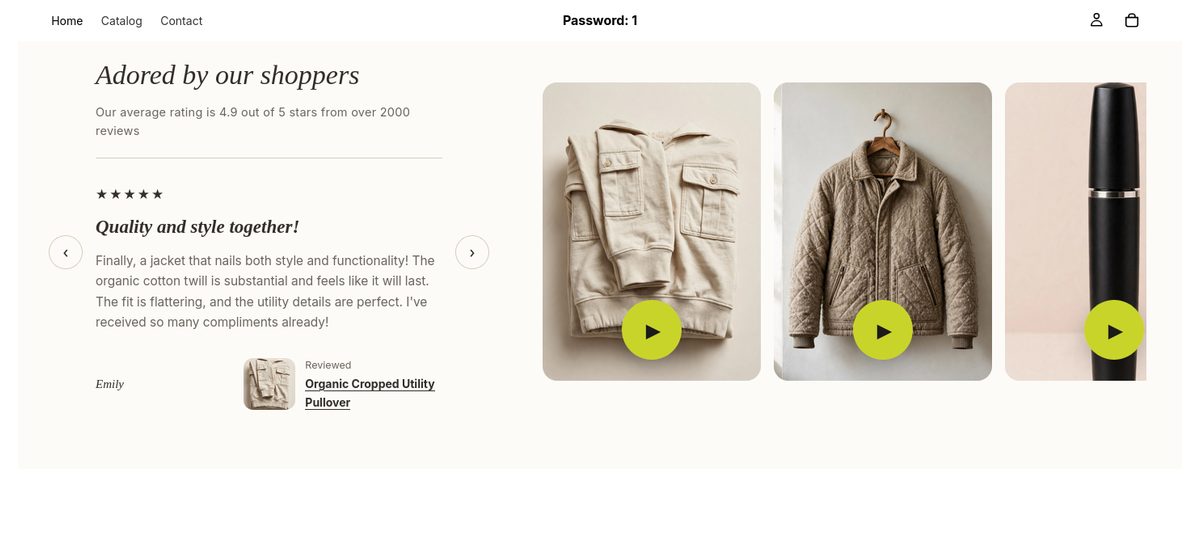 Home Catalog Contact Password: 1
Adored by our shoppers
Our average rating is 4.9 out of 5 stars from over 2000
reviews
★★★★★
Quality and style together!
Finally, a jacket that nails both style and functionality! The
organic cotton twill is substantial and feels like it will last.
The fit is flattering, and the utility details are perfect. I've
received so many compliments already!
Emily
Reviewed
Organic Cropped Utility
Pullover